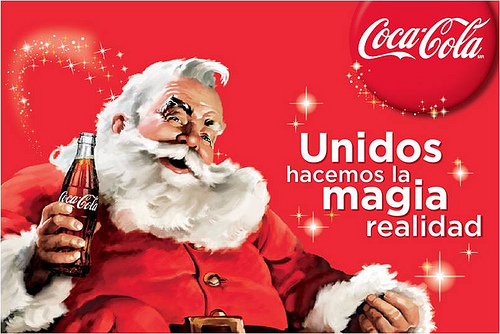 Coca-Cola
Coca-Cola
Unidos
hacemos la
magia
realidad